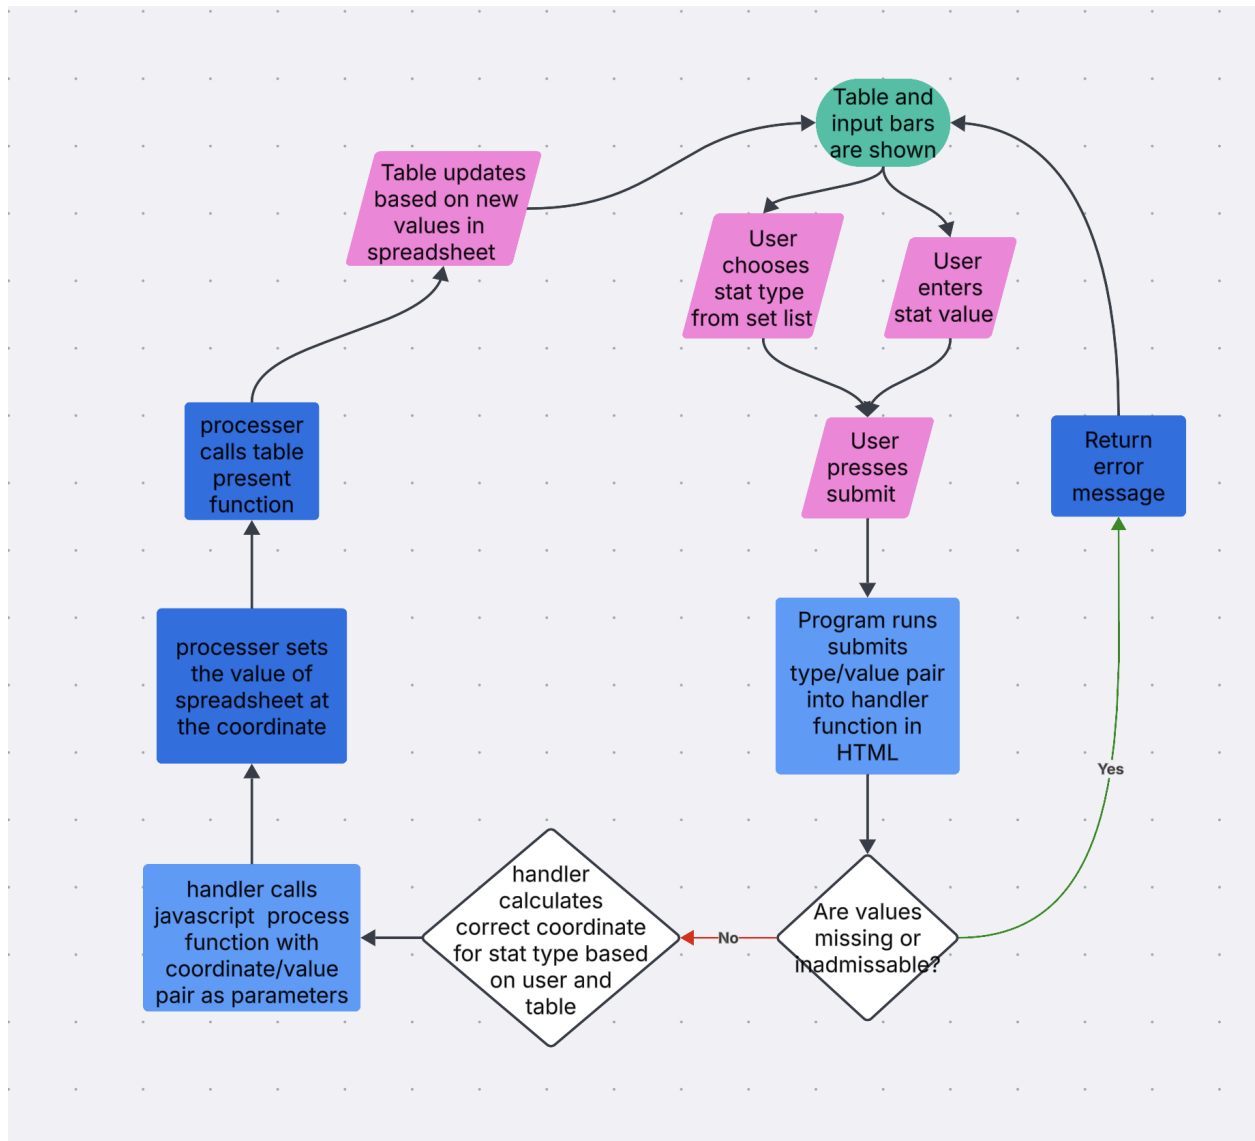 Table and
input bars
are shown
Table updates
based on new
values in
spreadsheet
User
chooses
stat type
from set list
User
enters
stat value
processer
calls table
present
function
User
presses
submit
Return
error
message
Program runs
submits
type/value pair
into handler
function in
HTML
processer sets
the value of
spreadsheet at
the coordinate
Yes
handler calls
javascript  process
function with
coordinate/value
pair as parameters
handler
calculates
correct coordinate
for stat type based
on user and
table
No
Are values
missing or
inadmissable?